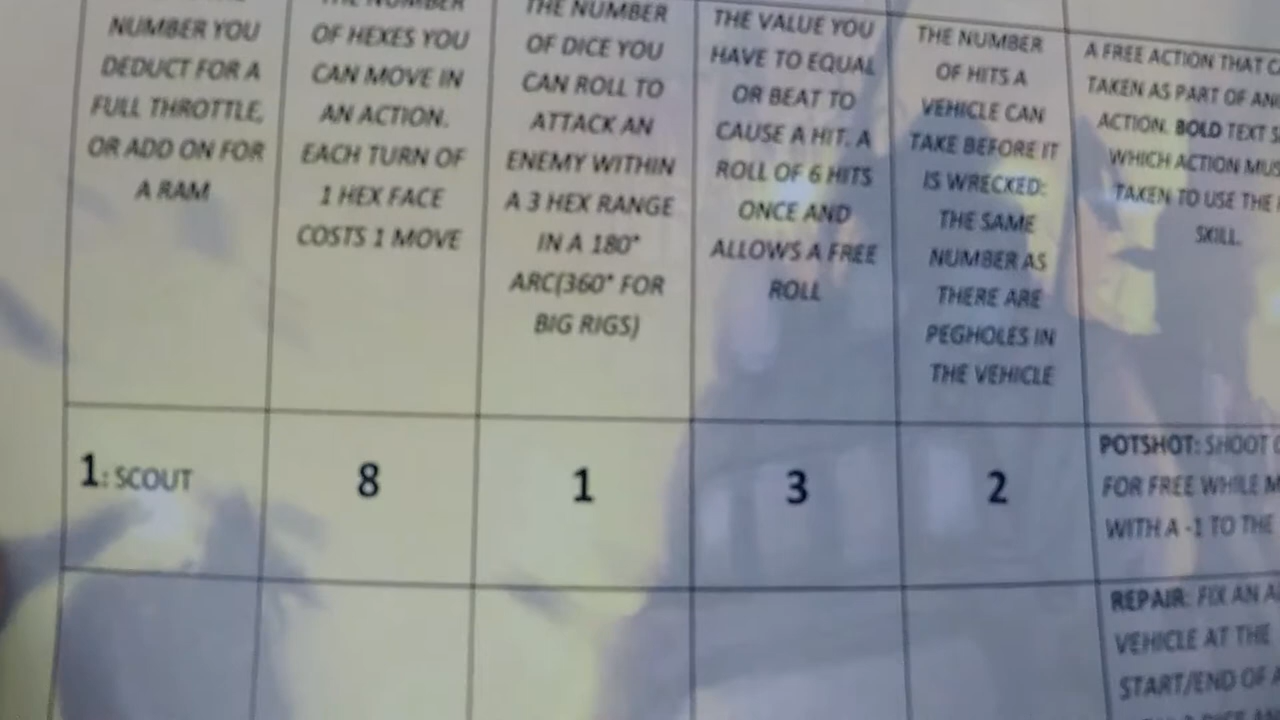 NUMBER YOU
DEDUCT FOR A
FULL THROTTLE,
OR ADD ON FOR
A RAM
THE NUMBER
OF HEXES YOU
CAN MOVE IN
AN ACTION.
EACH TURN OF
1 HEX FACE
COSTS 1 MOVE
THE NUMBER
OF DICE YOU
CAN ROLL TO
ATTACK AN
ENEMY WITHIN
A 3 HEX RANGE
IN A 180°
ARC(360° FOR
BIG RIGS)
THE VALUE YOU
HAVE TO EQUAL
OR BEAT TO
CAUSE A HIT. A
ROLL OF 6 HITS
ONCE AND
ALLOWS A FREE
ROLL
THE NUMBER
OF HITS A
VEHICLE CAN
TAKE BEFORE IT
IS WRECKED:
THE SAME
NUMBER AS
THERE ARE
PEGHOLES IN
THE VEHICLE
A FREE ACTION THAT
TAKEN AS PART OF
ACTION. BOLD TEXT
WHICH ACTION
TAKEN TO USE THE
SKILL.
1: SCOUT
8
1
3
2
POTSHOT: SHOOT
FOR FREE WHILE
WITH A -1 TO THE
REPAIR: FIX AN
VEHICLE AT THE
START/END OF